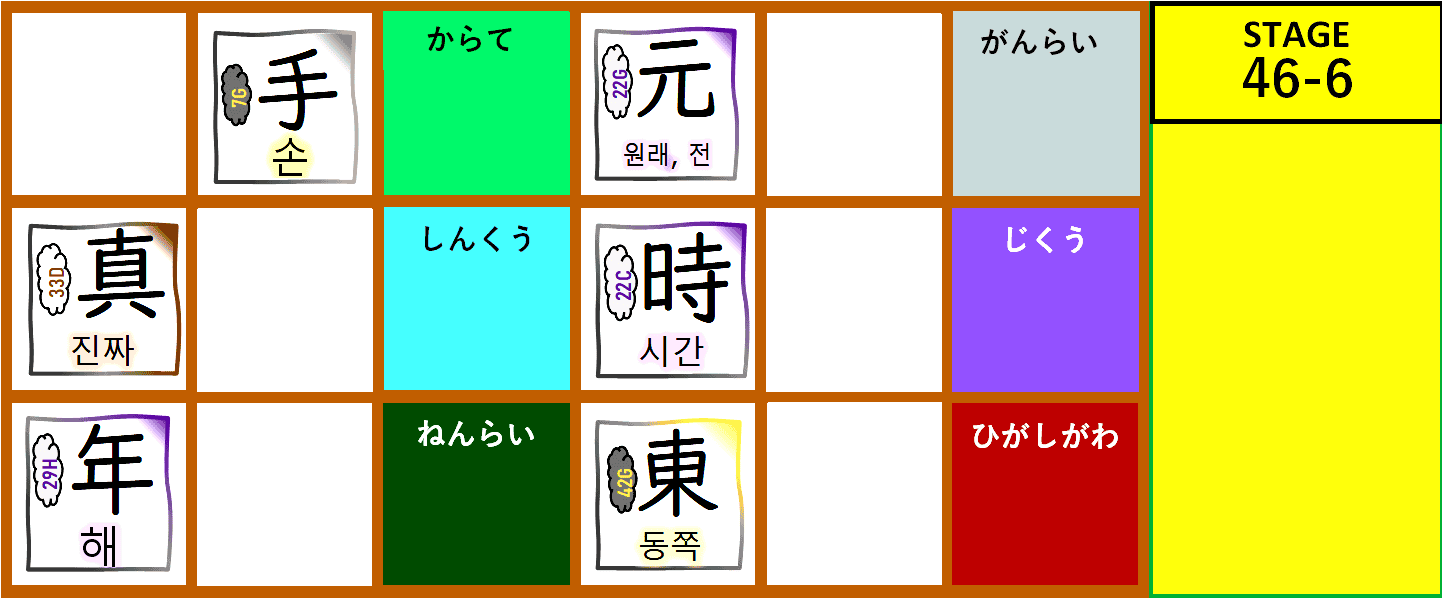 7G
手
손
からて
22G
元
원래, 전
がんらい
STAGE
46-6
33D
真
진짜
しんくう
22C
時
시간
じくう
29H
年
해
ねんらい
42G
東
동쪽
ひがしがわ